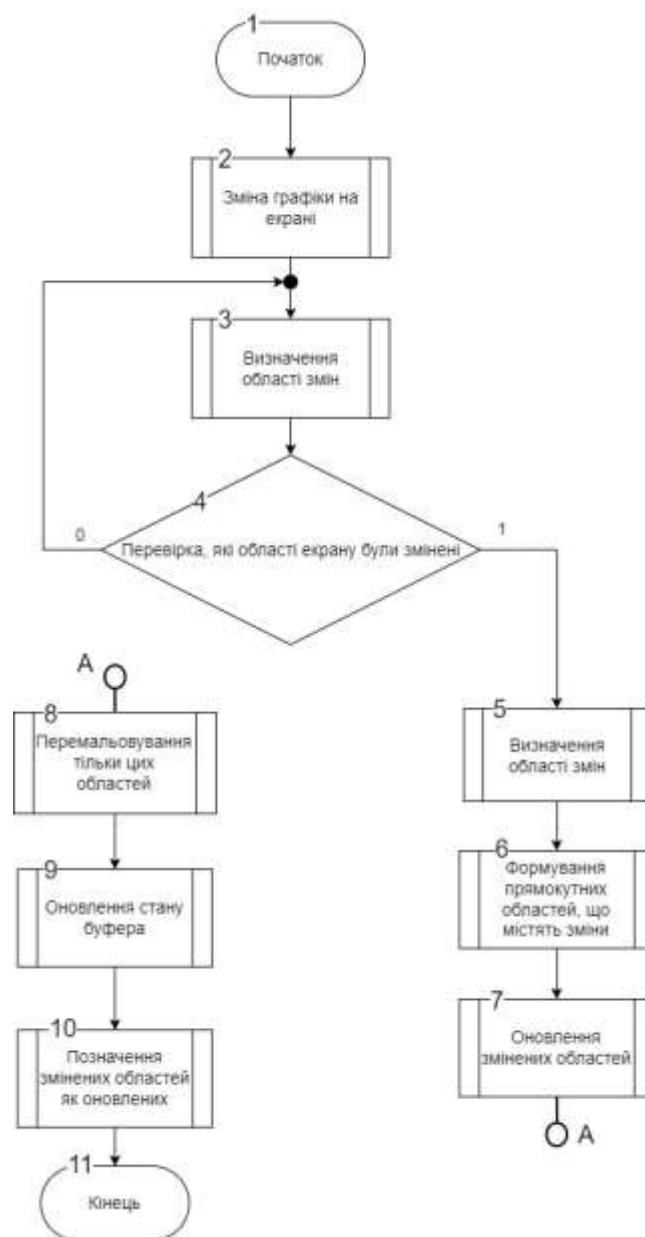 1
Початок
2
Зміна графіки на
екрані
3
Визначення
області змін
4
Перевірка, які області екрану були змінені
0
1
A
8
Перемальовування
тільки цих
областей
9
Оновлення стану
буфера
10
Позначення
змінених областей
як оновлених
11
Кінець
5
Визначення
області змін
6
Формування
прямокутних
областей, що
містять зміни
7
Оновлення
змінених областей
A